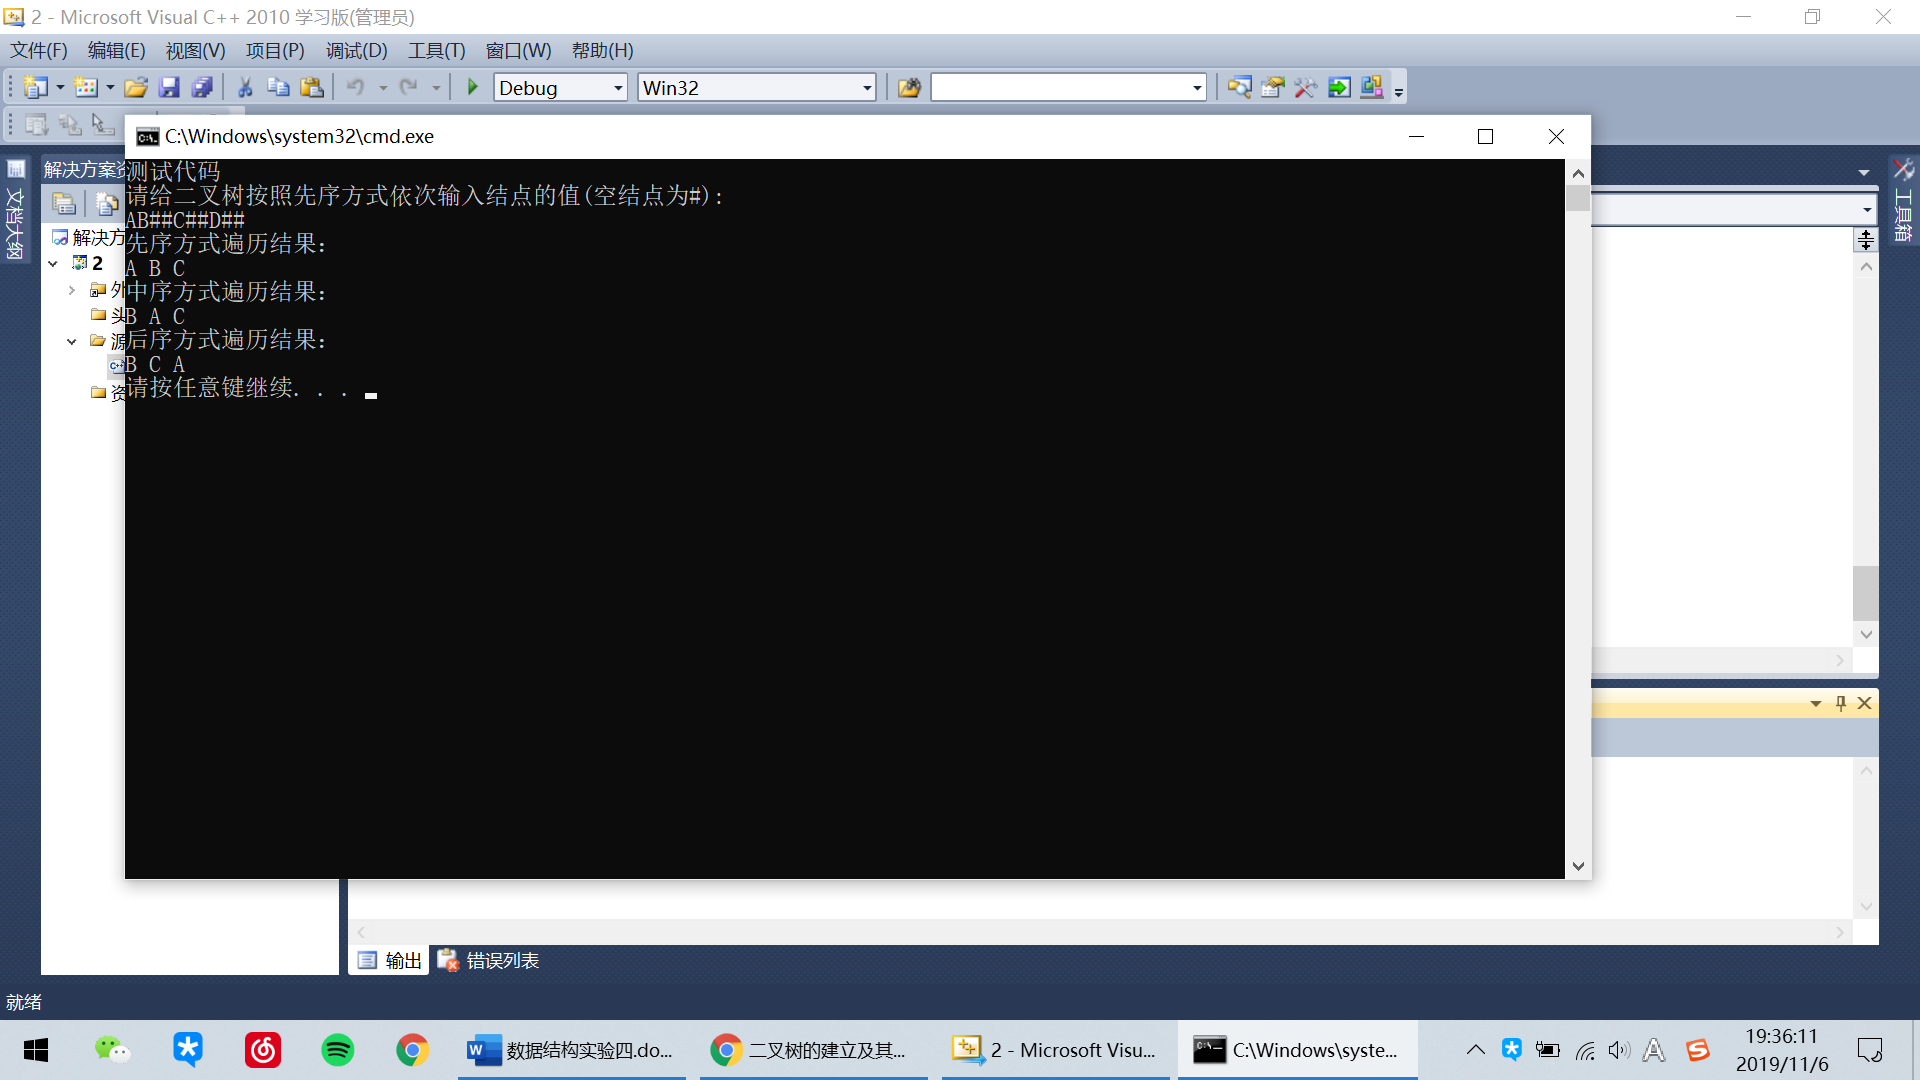 2 - Microsoft Visual C++ 2010 学习版(管理员)
文件(F) 编辑(E) 视图(V) 项目(P) 调试(D) 工具(T) 窗口(W) 帮助(H)
Debug Win32
C:\Windows\system32\cmd.exe
文档大纲
解决方案资
解决方
2
外
头
源
资
测试代码
请给二叉树按照先序方式依次输入结点的值(空结点为#):
AB##C##D##
先序方式遍历结果:
A B C
中序方式遍历结果:
B A C
后序方式遍历结果:
B C A
请按任意键继续. . .
工具箱
输出 错误列表
就绪
数据结构实验四.do... 二叉树的建立及其... 2 - Microsoft Visu... C:\Windows\syste...
19:36:11
2019/11/6